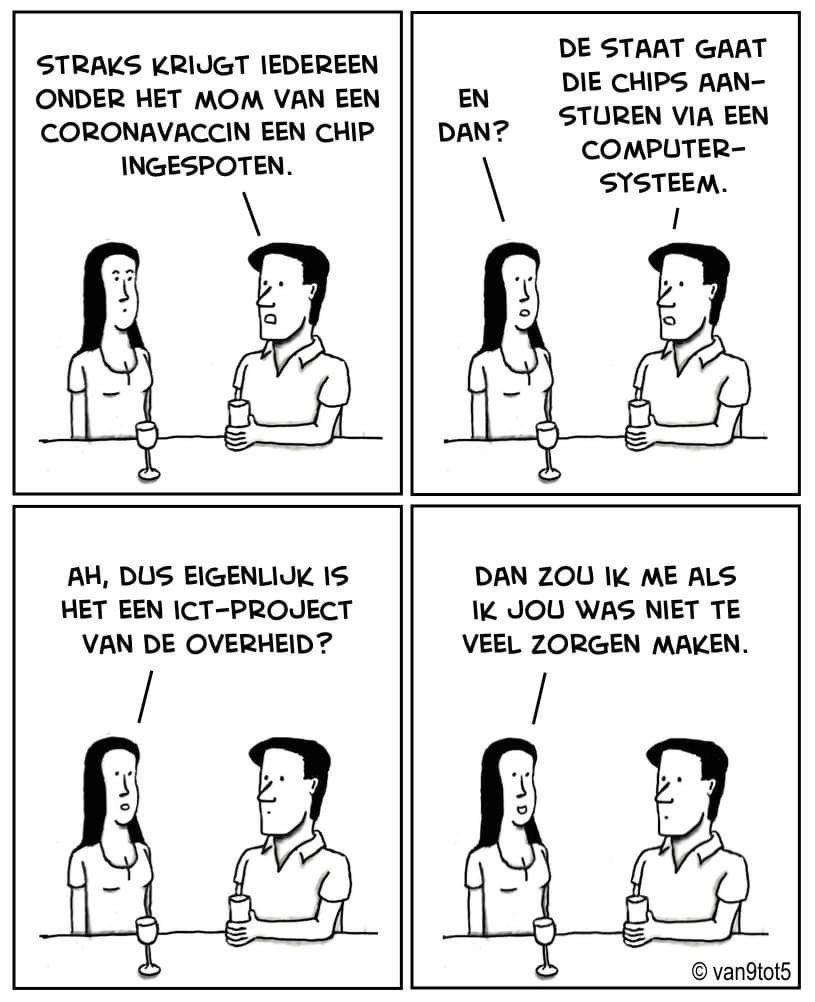 STRAKS KRIJGT IEDEREEN
ONDER HET MOM VAN EEN
CORONAVACCIN EEN CHIP
INGESPOTEN.
EN
DAN?
DE STAAT GAAT
DIE CHIPS AAN-
STUREN VIA EEN
COMPUTER-
SYSTEEM.
AH, DUS EIGENLIJK IS
HET EEN ICT-PROJECT
VAN DE OVERHEID?
DAN ZOU IK ME ALS
IK JOU WAS NIET TE
VEEL ZORGEN MAKEN.
© van9tot5